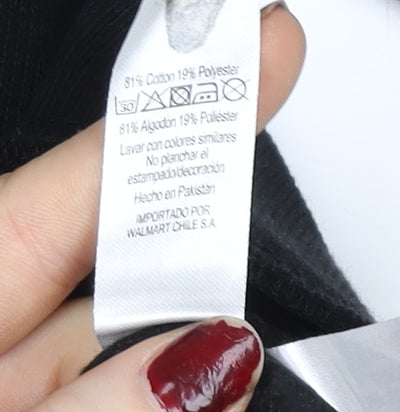 81% Cotton 19% Polyester
30
81% Algodon 19% Poliéster
Lavar con colores similares
No planchar el
estampado/decoración
Hecho en Pakistán
IMPORTADO POR
WALMART CHILE S.A.